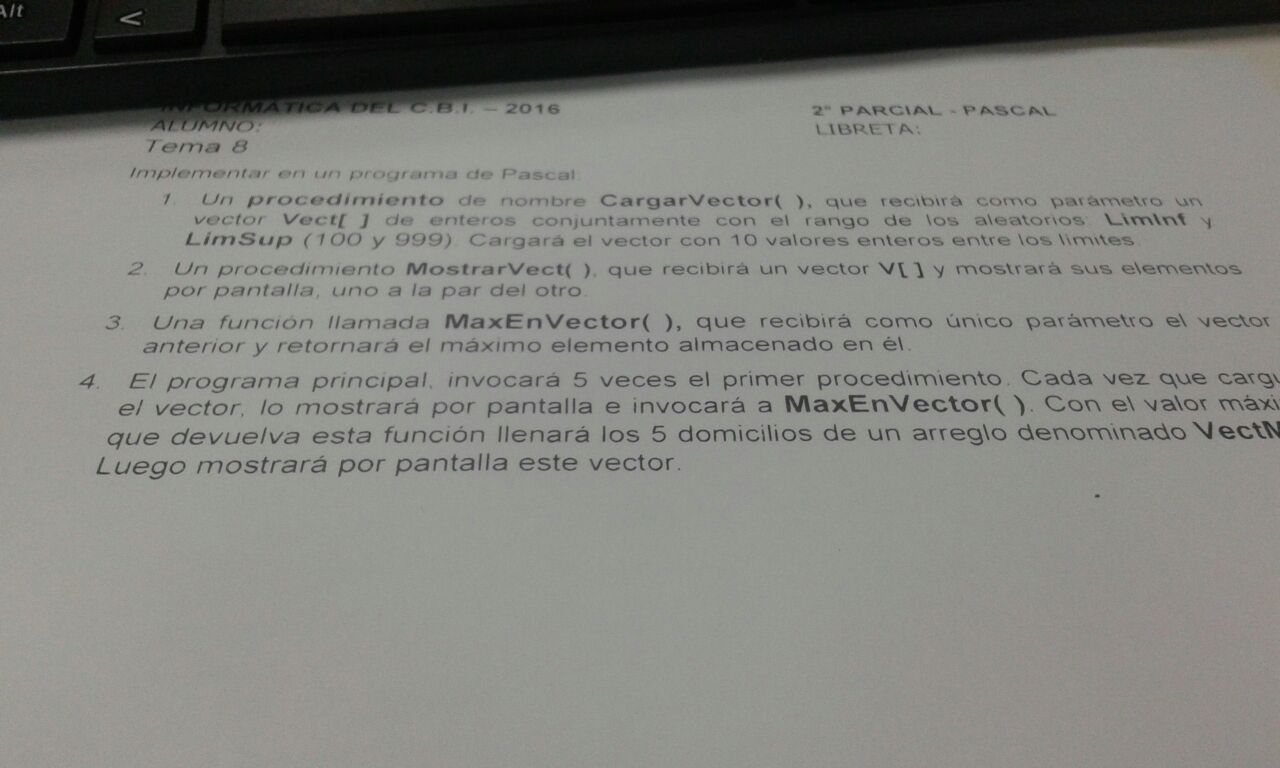 Alt
<
INFORMÁTICA DEL C.B.I. – 2016 2° PARCIAL - PASCAL
ALUMNO: LIBRETA:
Tema 8
Implementar en un programa de Pascal:
1. Un procedimiento de nombre CargarVector( ), que recibirá como parámetro un
vector Vect[ ] de enteros conjuntamente con el rango de los aleatorios: LimInf y
LimSup (100 y 999). Cargará el vector con 10 valores enteros entre los límites.
2. Un procedimiento MostrarVect( ), que recibirá un vector V[ ] y mostrará sus elementos
por pantalla, uno a la par del otro.
3. Una función llamada MaxEnVector( ), que recibirá como único parámetro el vector
anterior y retornará el máximo elemento almacenado en él.
4. El programa principal, invocará 5 veces el primer procedimiento. Cada vez que cargu
el vector, lo mostrará por pantalla e invocará a MaxEnVector( ). Con el valor máxi
que devuelva esta función llenará los 5 domicilios de un arreglo denominado VectM
Luego mostrará por pantalla este vector.